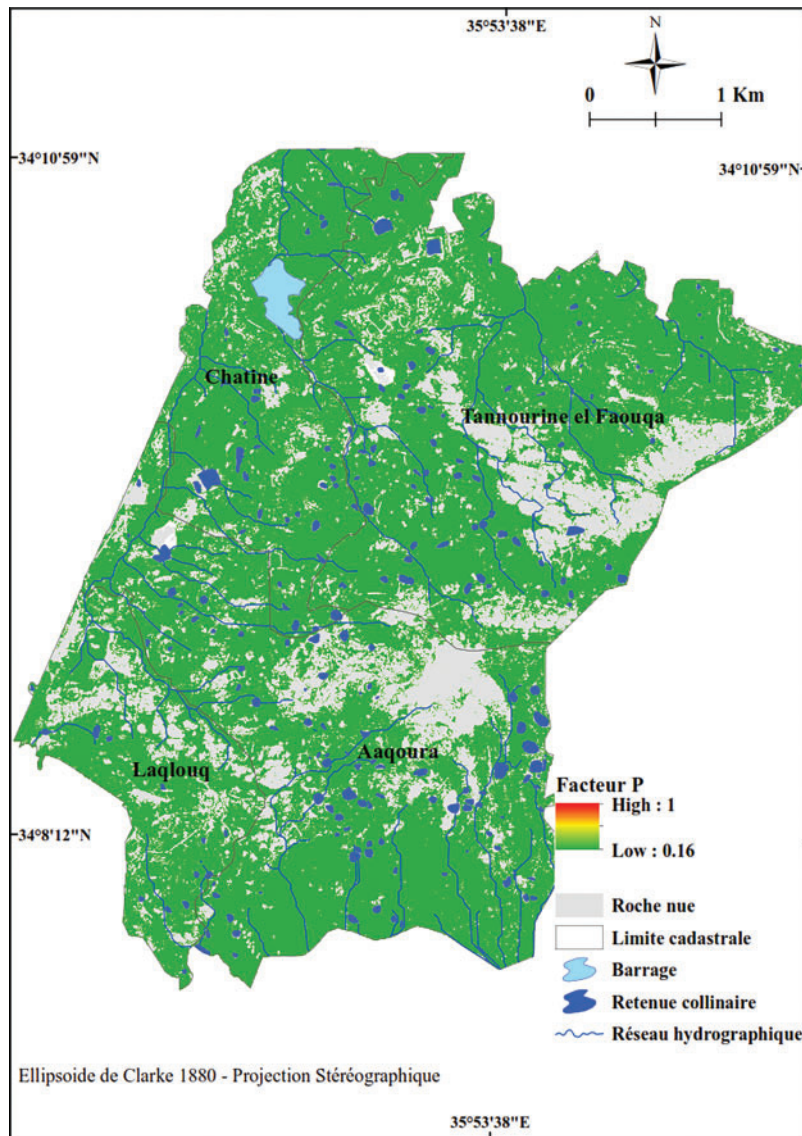 35°53'38"E
N
0 1 Km
34°10'59"N
34°10'59"N
Chatine
Tannourine el Faouqa
Aaqoura
Laqlouq
Facteur P
High : 1
Low : 0.16
34°8'12"N
Roche nue
Limite cadastrale
Barrage
Retenue collinaire
Réseau hydrographique
Ellipsoide de Clarke 1880 - Projection Stéréographique
35°53'38"E